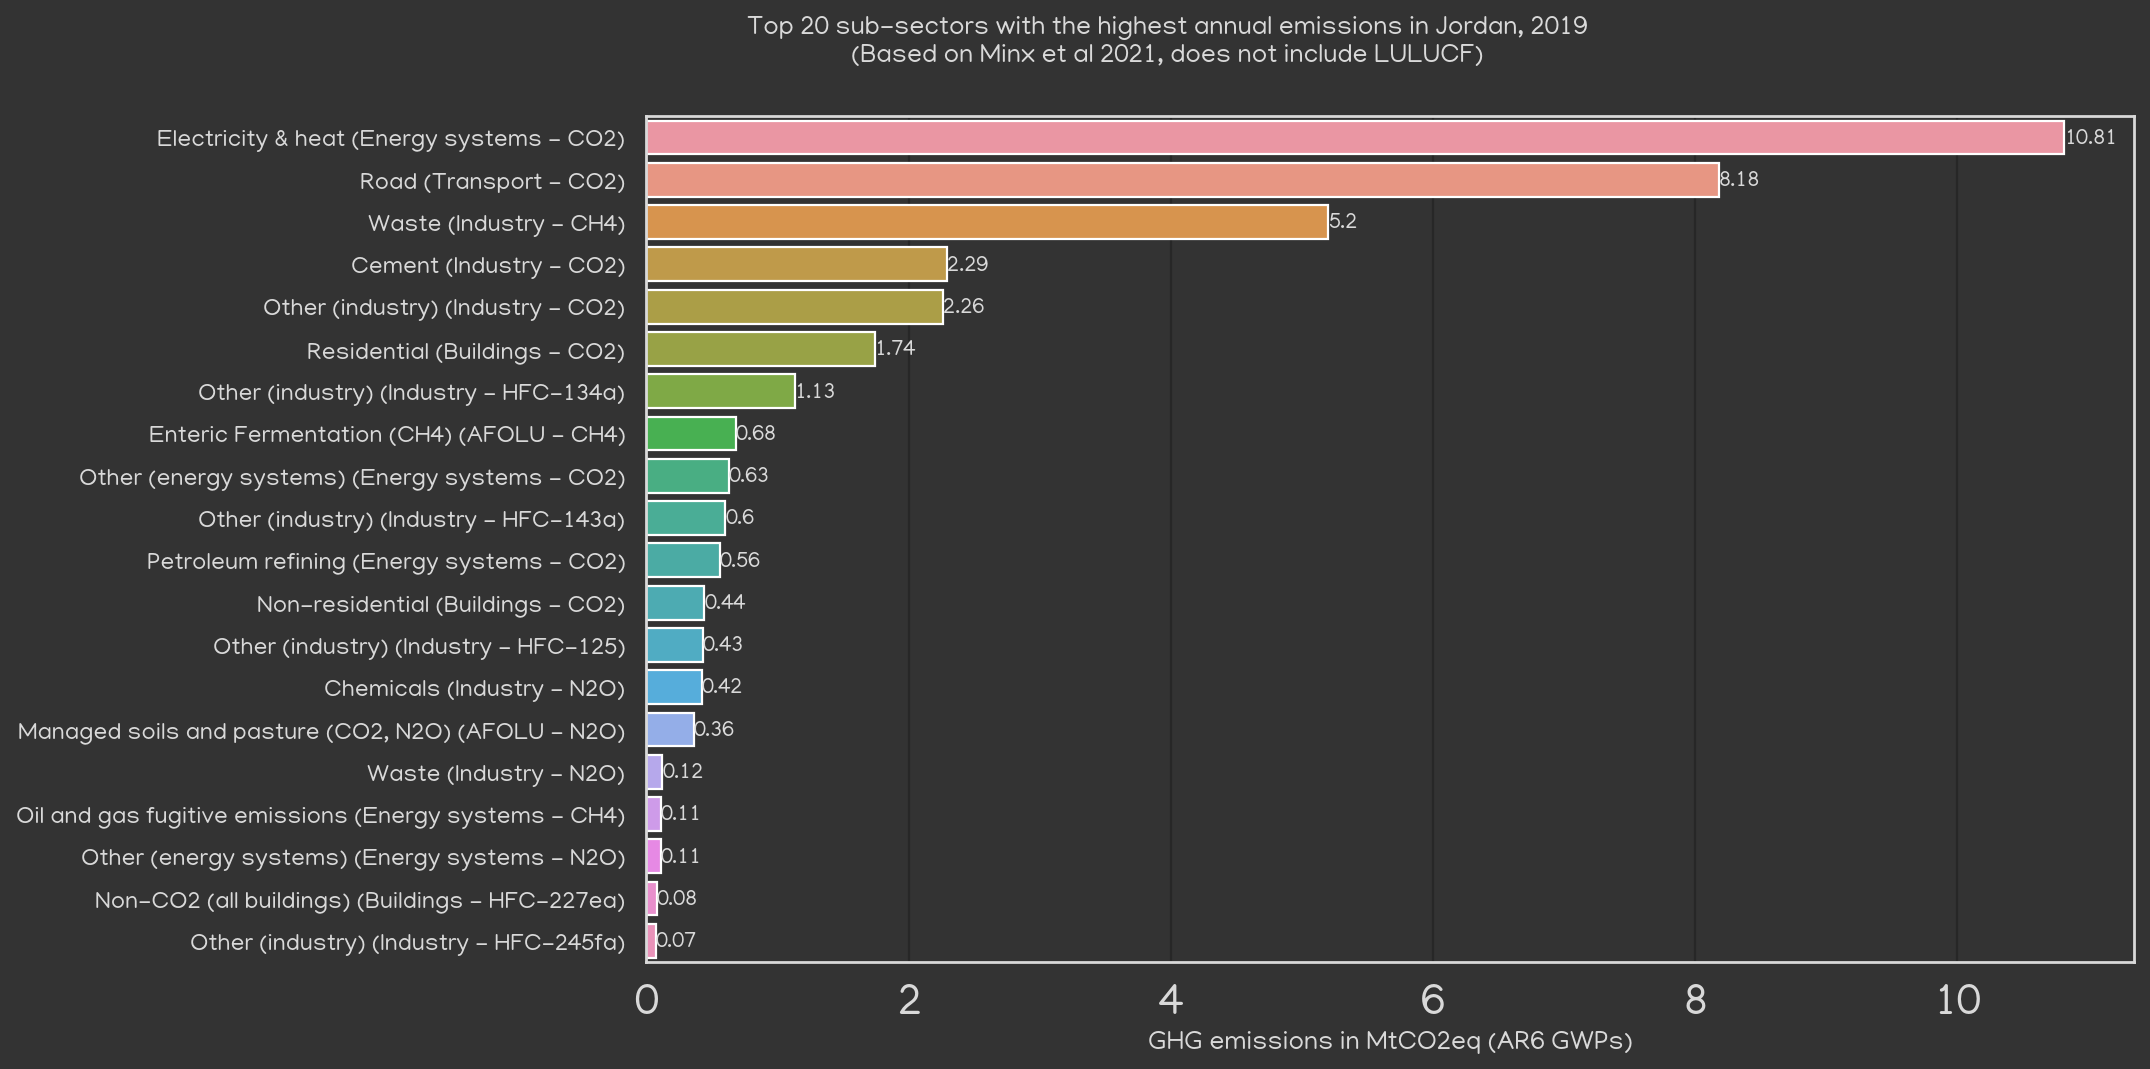 Top 20 sub-sectors with the highest annual emissions in Jordan, 2019
(Based on Minx et al 2021, does not include LULUCF)
Electricity & heat (Energy systems - CO2) 10.81
Road (Transport - CO2) 8.18
Waste (Industry - CH4) 5.2
Cement (Industry - CO2) 2.29
Other (industry) (Industry - CO2) 2.26
Residential (Buildings - CO2) 1.74
Other (industry) (Industry - HFC-134a) 1.13
Enteric Fermentation (CH4) (AFOLU - CH4) 0.68
Other (energy systems) (Energy systems - CO2) 0.63
Other (industry) (Industry - HFC-143a) 0.6
Petroleum refining (Energy systems - CO2) 0.56
Non-residential (Buildings - CO2) 0.44
Other (industry) (Industry - HFC-125) 0.43
Chemicals (Industry - N2O) 0.42
Managed soils and pasture (CO2, N2O) (AFOLU - N2O) 0.36
Waste (Industry - N2O) 0.12
Oil and gas fugitive emissions (Energy systems - CH4) 0.11
Other (energy systems) (Energy systems - N2O) 0.11
Non-CO2 (all buildings) (Buildings - HFC-227ea) 0.08
Other (industry) (Industry - HFC-245fa) 0.07
0 2 4 6 8 10
GHG emissions in MtCO2eq (AR6 GWPs)